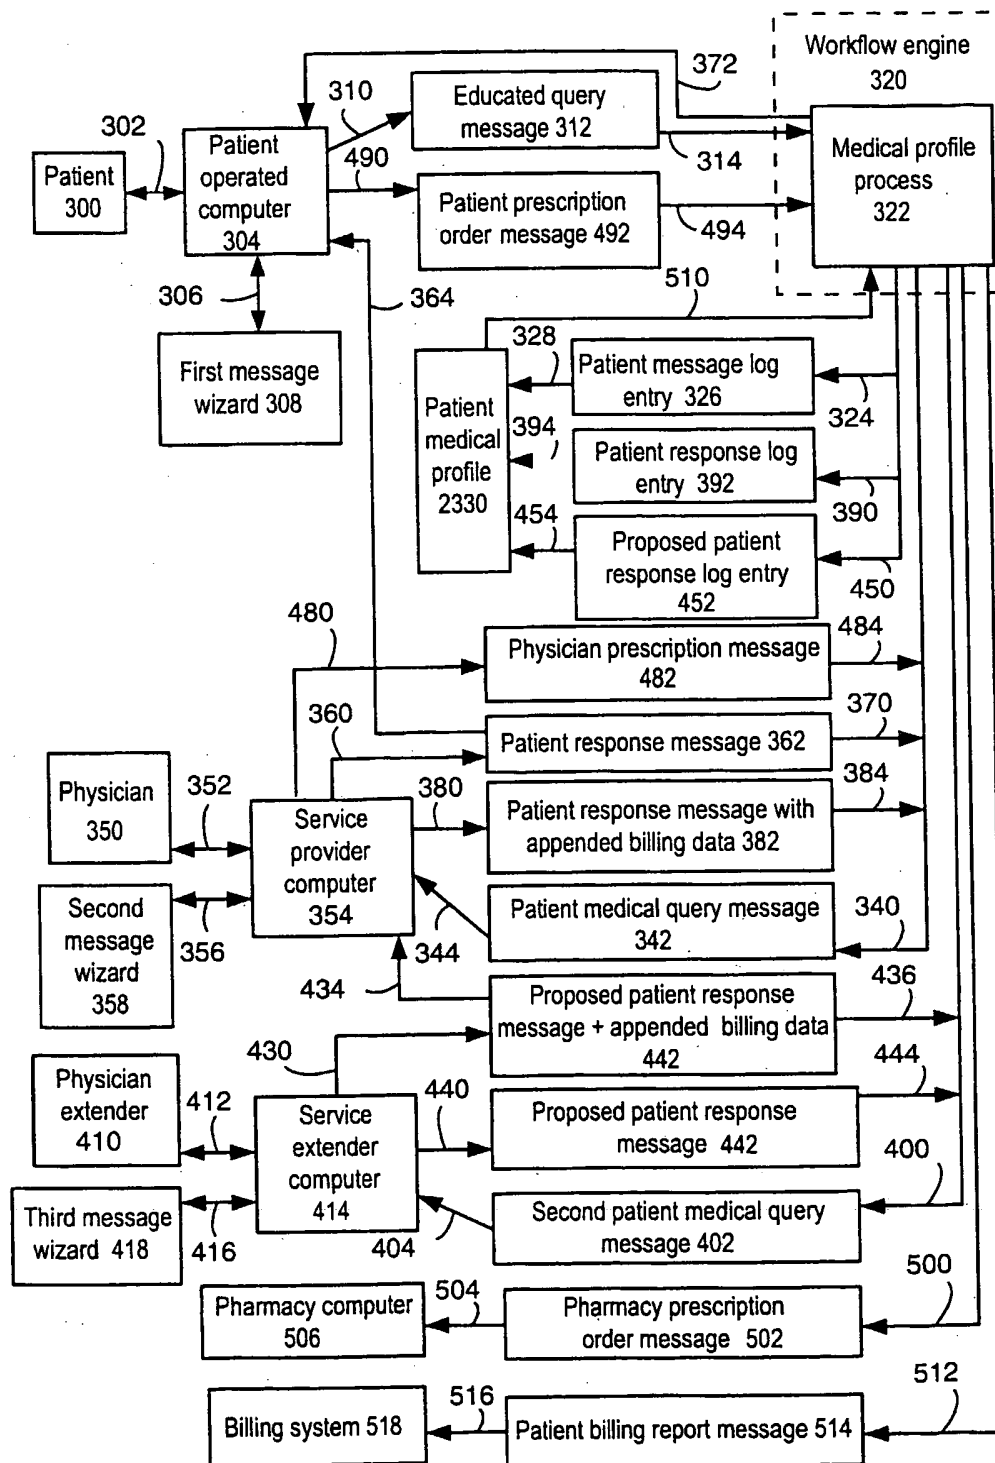 Workflow engine
320
372
310
Educated query
message 312
302
Patient
operated
computer
304
490
314
Medical profile
process
322
Patient
300
Patient prescription
order message 492
494
306
364
510
First message
wizard 308
328
Patient message log
entry 326
324
Patient
medical
profile
2330
394
Patient response log
entry 392
390
454
Proposed patient
response log entry
452
450
480
Physician prescription message
482
484
360
370
Patient response message 362
Physician
350
352
Service
provider
computer
354
380
384
Patient response message with
appended billing data 382
Second
message
wizard
358
356
344
Patient medical query message
342
340
434
436
Proposed patient response
message + appended billing data
442
430
444
Physician
extender
410
412
Service
extender
computer
414
440
Proposed patient response
message 442
400
Third message
wizard 418
416
404
Second patient medical query
message 402
500
Pharmacy computer
506
504
Pharmacy prescription
order message 502
512
Billing system 518
516
Patient billing report message 514